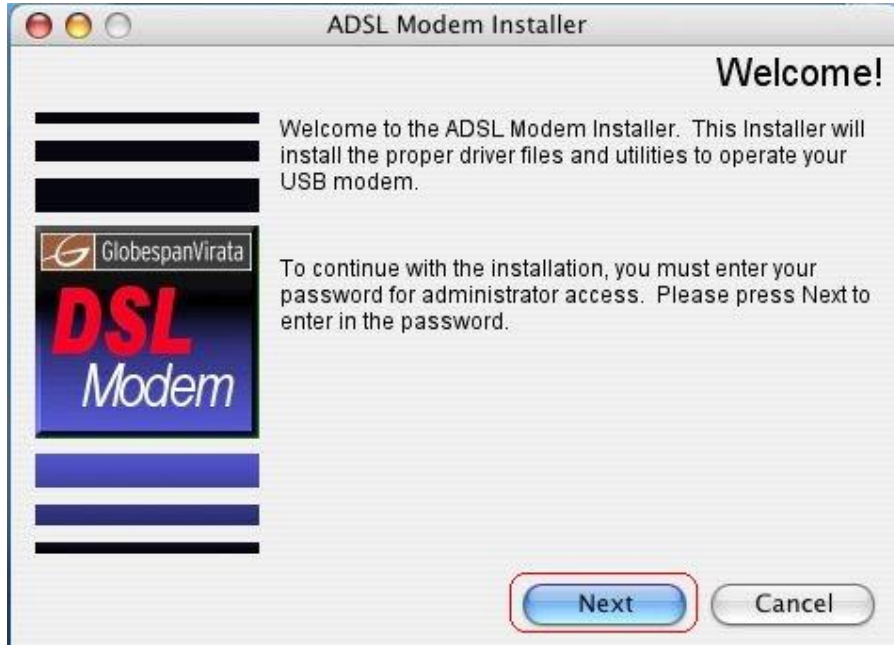 ADSL Modem Installer
Welcome!
Welcome to the ADSL Modem Installer. This Installer will
install the proper driver files and utilities to operate your
USB modem.
GlobespanVirata
DSL
Modem
To continue with the installation, you must enter your
password for administrator access. Please press Next to
enter in the password.
Next
Cancel